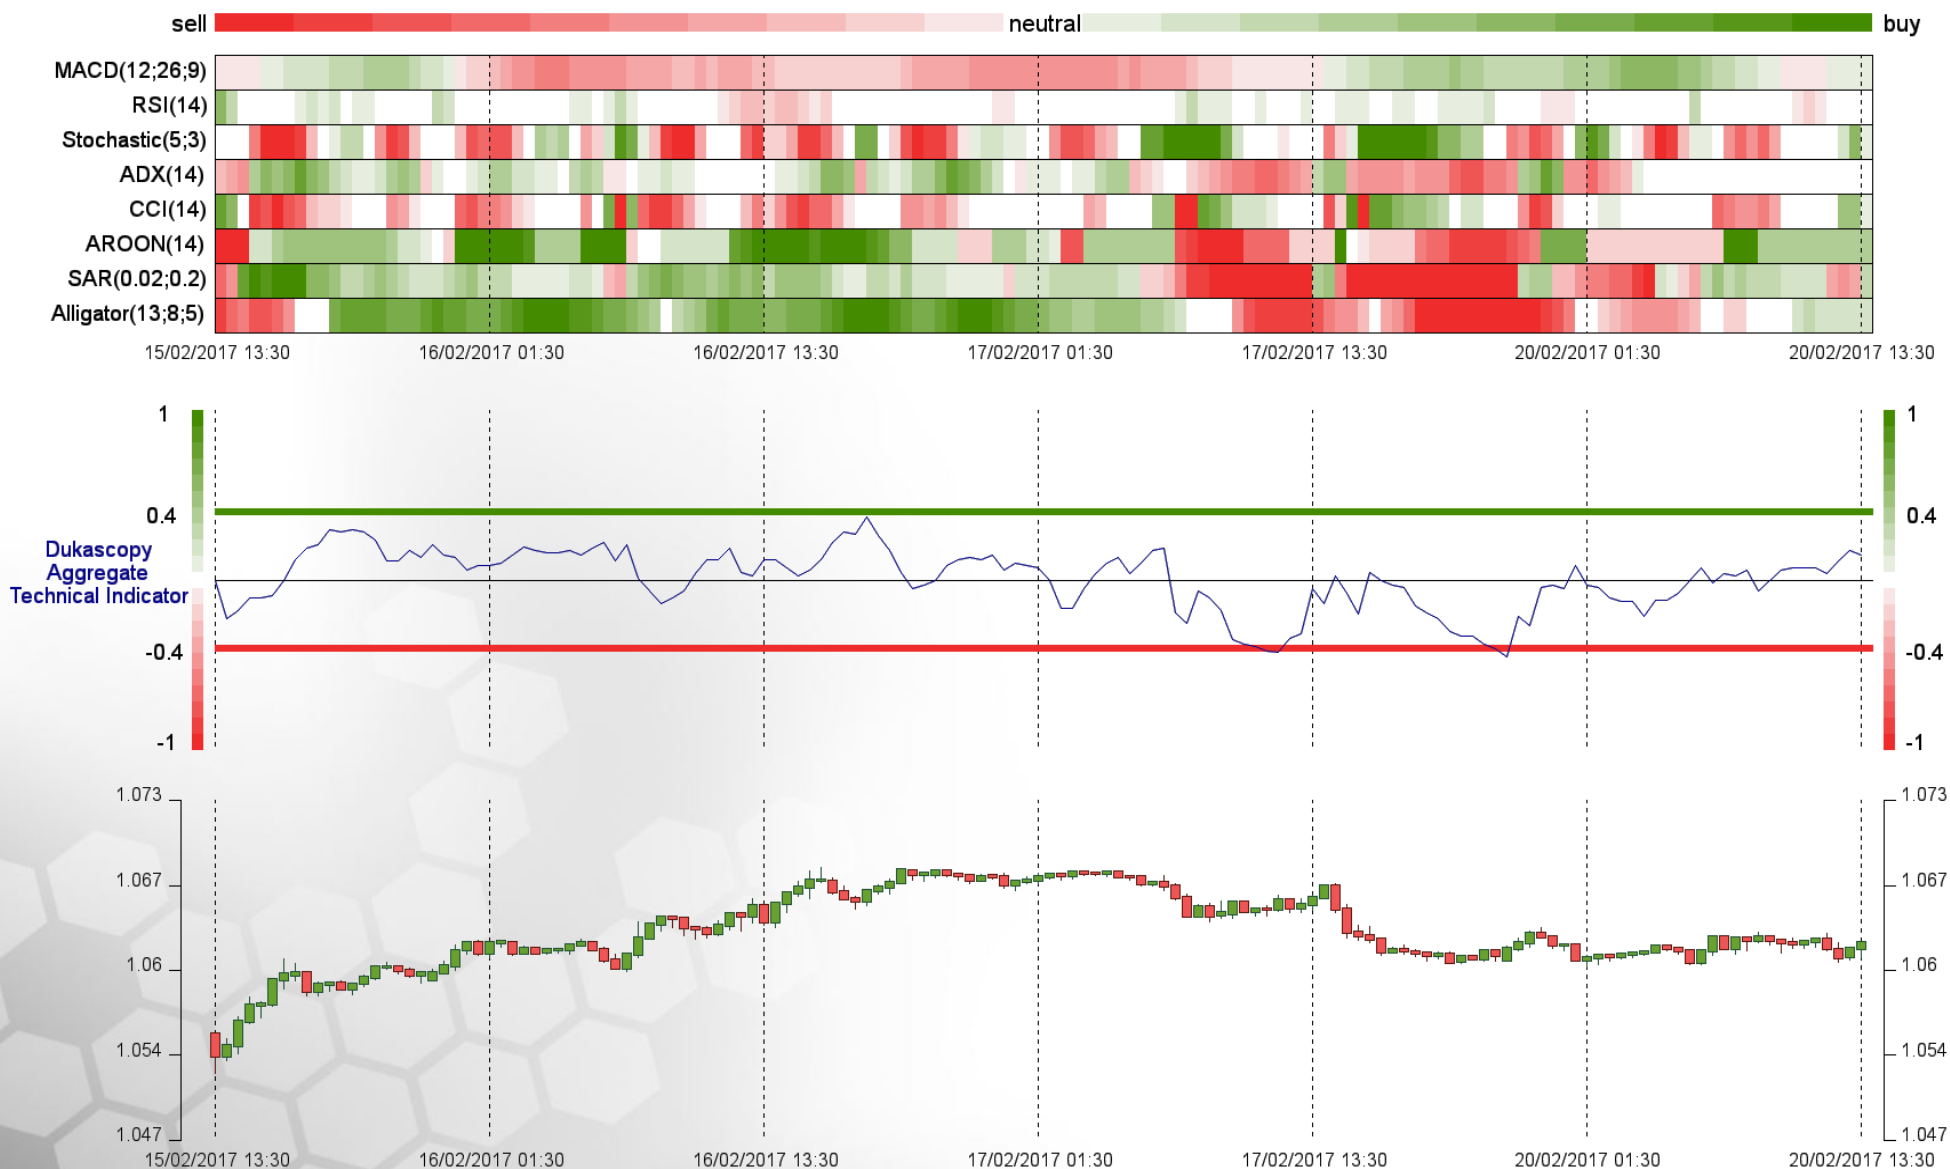 sell neutral buy
MACD(12;26;9)
RSI(14)
Stochastic(5;3)
ADX(14)
CCI(14)
AROON(14)
SAR(0.02;0.2)
Alligator(13;8;5)
15/02/2017 13:30 16/02/2017 01:30 16/02/2017 13:30 17/02/2017 01:30 17/02/2017 13:30 20/02/2017 01:30 20/02/2017 13:30
1 1
0.4 0.4
Dukascopy
Aggregate
Technical Indicator
-0.4 -0.4
-1 -1
1.073 1.073
1.067 1.067
1.06 1.06
1.054 1.054
1.047 1.047
15/02/2017 13:30 16/02/2017 01:30 16/02/2017 13:30 17/02/2017 01:30 17/02/2017 13:30 20/02/2017 01:30 20/02/2017 13:30